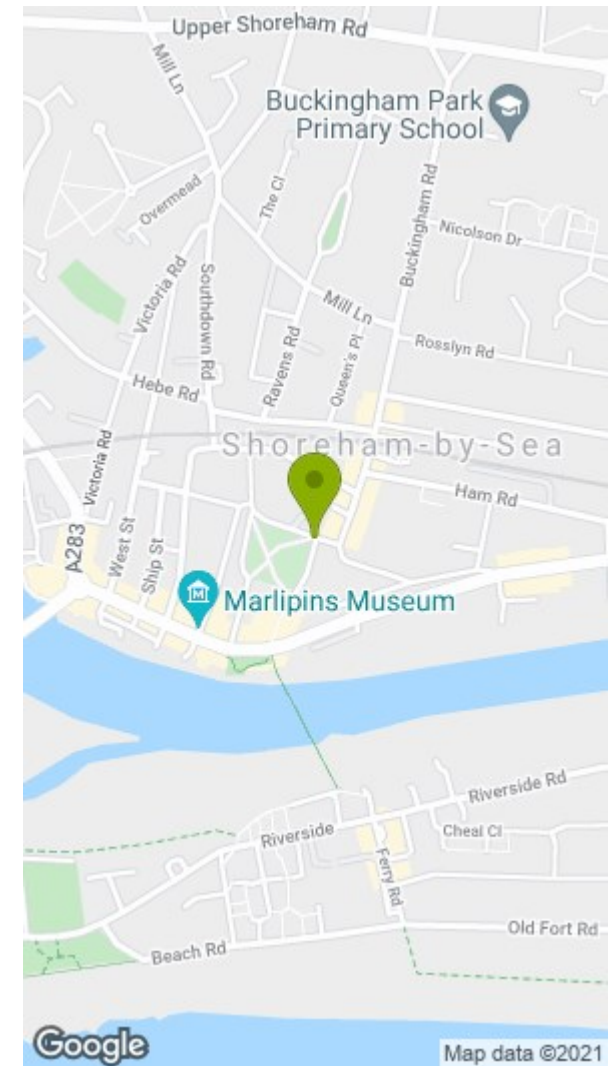 Upper Shoreham Rd
Mill Ln
Buckingham Park
Primary School
The Cl
Overmead
Buckingham Rd
Nicolson Dr
Victoria Rd
Southdown Rd
Mill Ln
Ravens Rd
Queen's Pl
Rosslyn Rd
Hebe Rd
Shoreham-by-Sea
Victoria Rd
Ham Rd
A283
West St
Ship St
M
Marlipins Museum
Riverside Rd
Riverside
Cheal Cl
Ferry Rd
Old Fort Rd
Beach Rd
Google
Map data ©2021